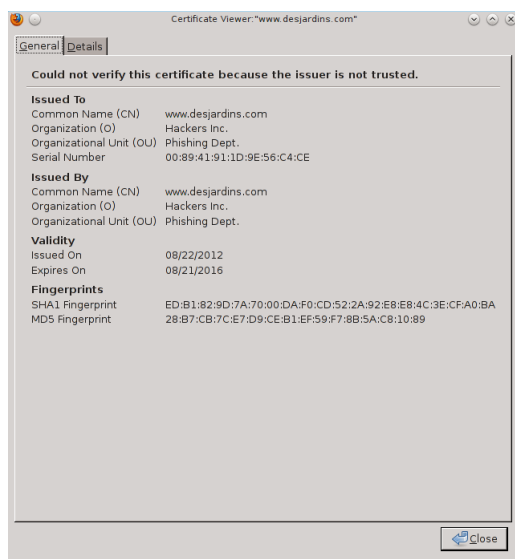 Certificate Viewer:"www.desjardins.com"
General Details
Could not verify this certificate because the issuer is not trusted.
Issued To
Common Name (CN) www.desjardins.com
Organization (O) Hackers Inc.
Organizational Unit (OU) Phishing Dept.
Serial Number 00:89:41:91:1D:9E:56:C4:CE
Issued By
Common Name (CN) www.desjardins.com
Organization (O) Hackers Inc.
Organizational Unit (OU) Phishing Dept.
Validity
Issued On 08/22/2012
Expires On 08/21/2016
Fingerprints
SHA1 Fingerprint ED:B1:82:9D:7A:70:00:DA:F0:CD:52:2A:92:E8:E8:4C:3E:CF:A0:BA
MD5 Fingerprint 28:B7:CB:7C:E7:D9:CE:B1:EF:59:F7:8B:5A:C8:10:89
Close